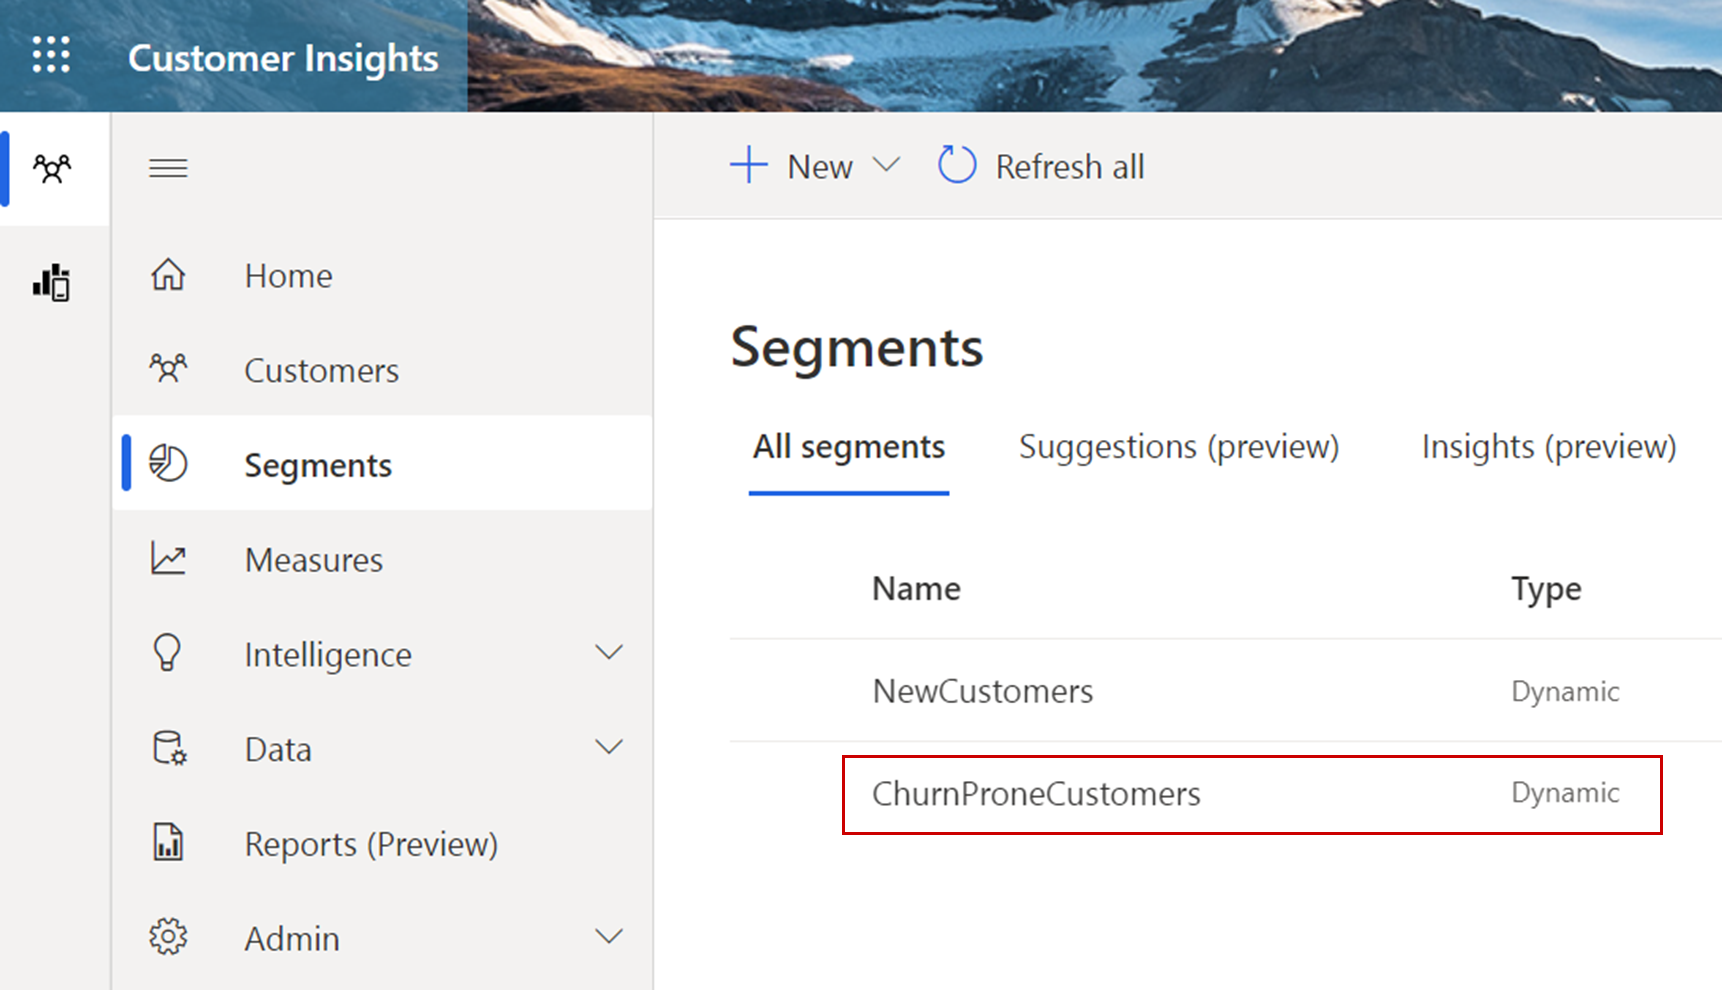 Customer Insights
New
Refresh all
Home
Customers
Segments
Measures
Intelligence
Data
Reports (Preview)
Admin
Segments
All segments
Suggestions (preview)
Insights (preview)
Name Type
NewCustomers Dynamic
ChurnProneCustomers Dynamic